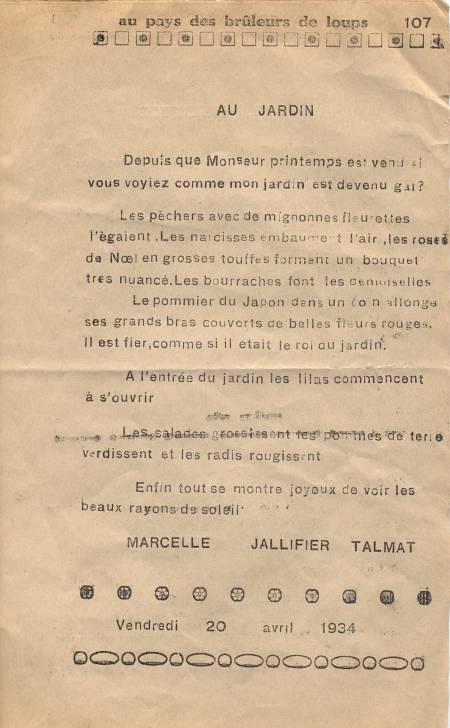 au pays des brûleurs de loups 107
AU JARDIN
Depuis que Monseur printemps est venu si
vous voyiez comme mon jardin est devenu gai?
Les pêchers avec de mignonnes fleurettes
l'égaient .Les narcisses embaument l'air ,les roses
de Nœl en grosses touffes forment un bouquet
tres nuancé.Les bourraches font les demoiselles
Le pommier du Japon dans un coin allonge
ses grands bras couverts de belles fleurs rouges.
Il est fier,comme si il etait le roi du jardin.
A l'entrée du jardin les lilas commencent
à s'ouvrir
Les salades grossissent les pommes de terre
verdissent et les radis rougissent
Enfin tout se montre joyeux de voir les
beaux rayons de soleil
MARCELLE JALLIFIER TALMAT
Vendredi 20 avril . 1934